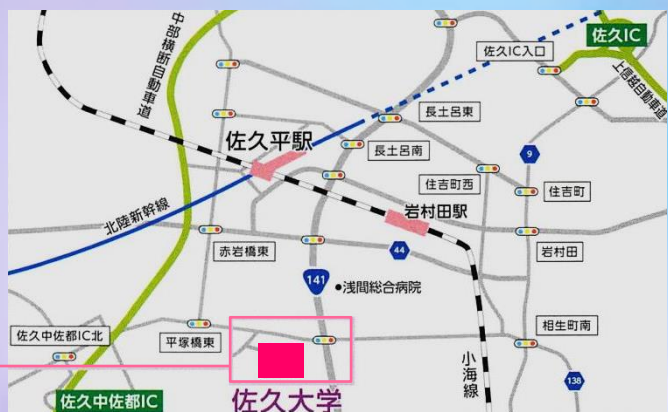 中部横断自動車道
佐久IC
佐久IC入口
上信越自動車道
長土呂東
佐久平駅
長土呂南
9
住吉町西
住吉町
北陸新幹線
岩村田駅
赤岩橋東
44
岩村田
141
浅間総合病院
佐久中佐都IC北
平塚橋東
相生町南
小海線
138
佐久中佐都IC
佐久大学